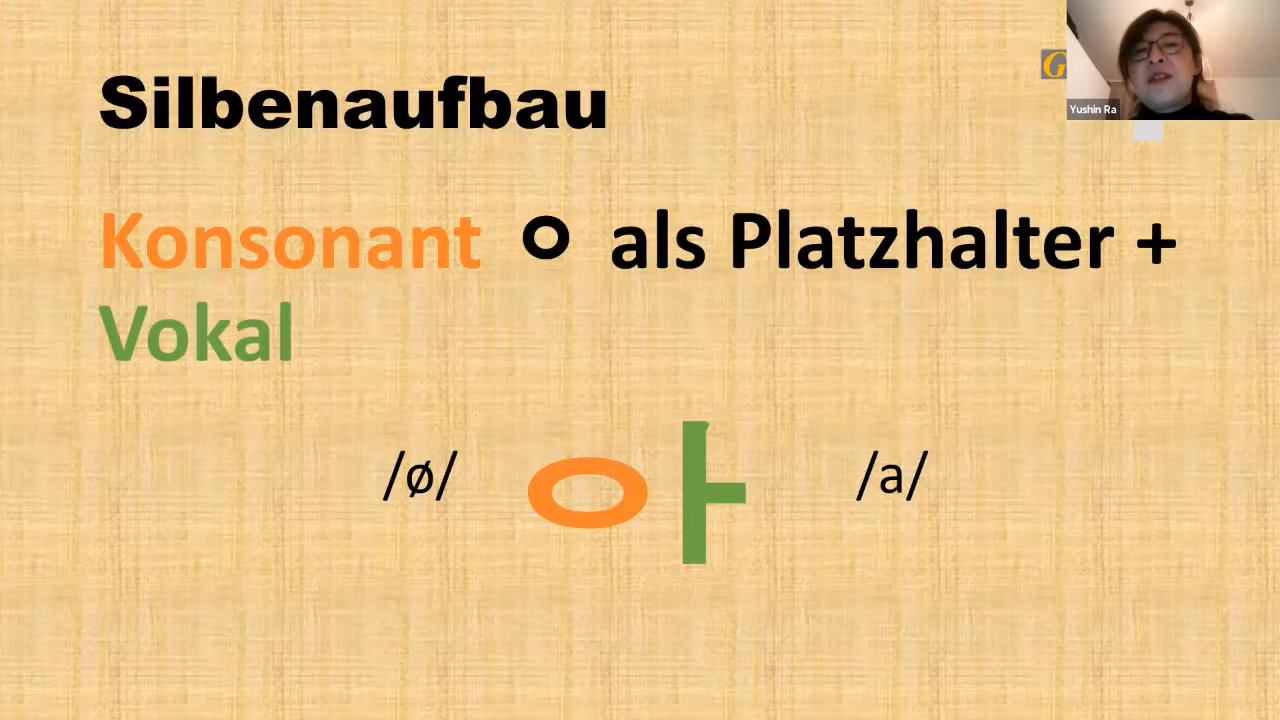 Silbenaufbau
G
Yushin Ra
Konsonant ㅇ als Platzhalter +
Vokal
/ø/ 아 /a/